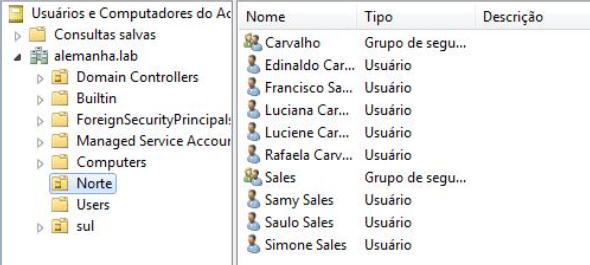 Usuários e Computadores do Ac
Consultas salvas
alemanha.lab
Domain Controllers
Builtin
ForeignSecurityPrincipals
Managed Service Accour
Computers
Norte
Users
sul
Nome Tipo Descrição
Carvalho Grupo de segu...
Edinaldo Car... Usuário
Francisco Sa... Usuário
Luciana Car... Usuário
Luciene Car... Usuário
Rafaela Carv... Usuário
Sales Grupo de segu...
Samy Sales Usuário
Saulo Sales Usuário
Simone Sales Usuário